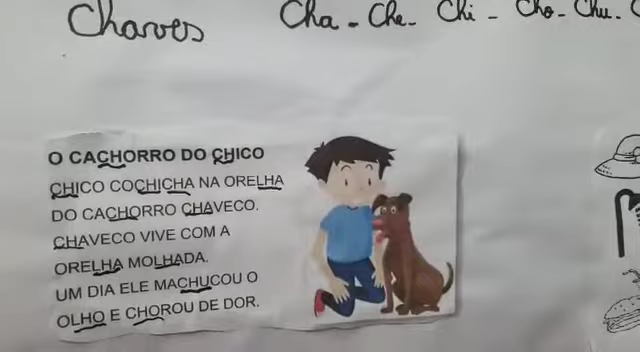 Chaves
Cha - Che - Chi - Cho - Chu -
O CACHORRO DO CHICO
CHICO COCHICHA NA ORELHA
DO CACHORRO CHAVECO.
CHAVECO VIVE COM A
ORELHA MOLHADA.
UM DIA ELE MACHUCOU O
OLHO E CHOROU DE DOR.